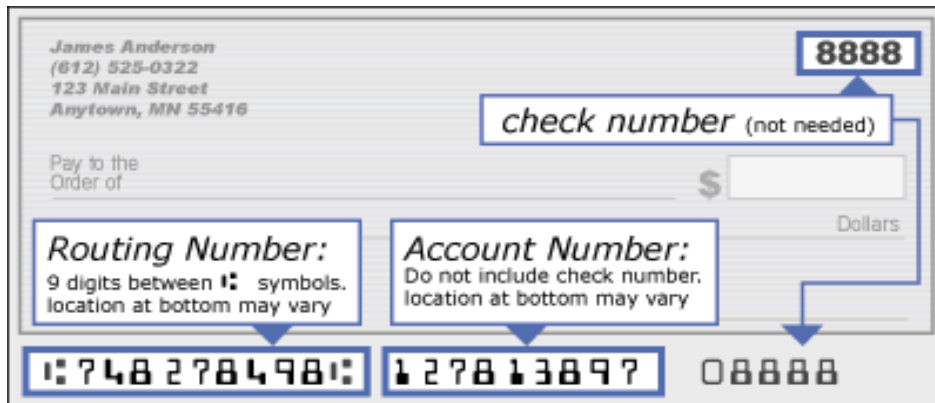 James Anderson
(612) 525-0322
123 Main Street
Anytown, MN 55416
8888
check number (not needed)
Pay to the
Order of
$
Dollars
Routing Number:
9 digits between ⑆ symbols.
location at bottom may vary
Account Number:
Do not include check number.
location at bottom may vary
⑆748278498⑆ 127813897 08888